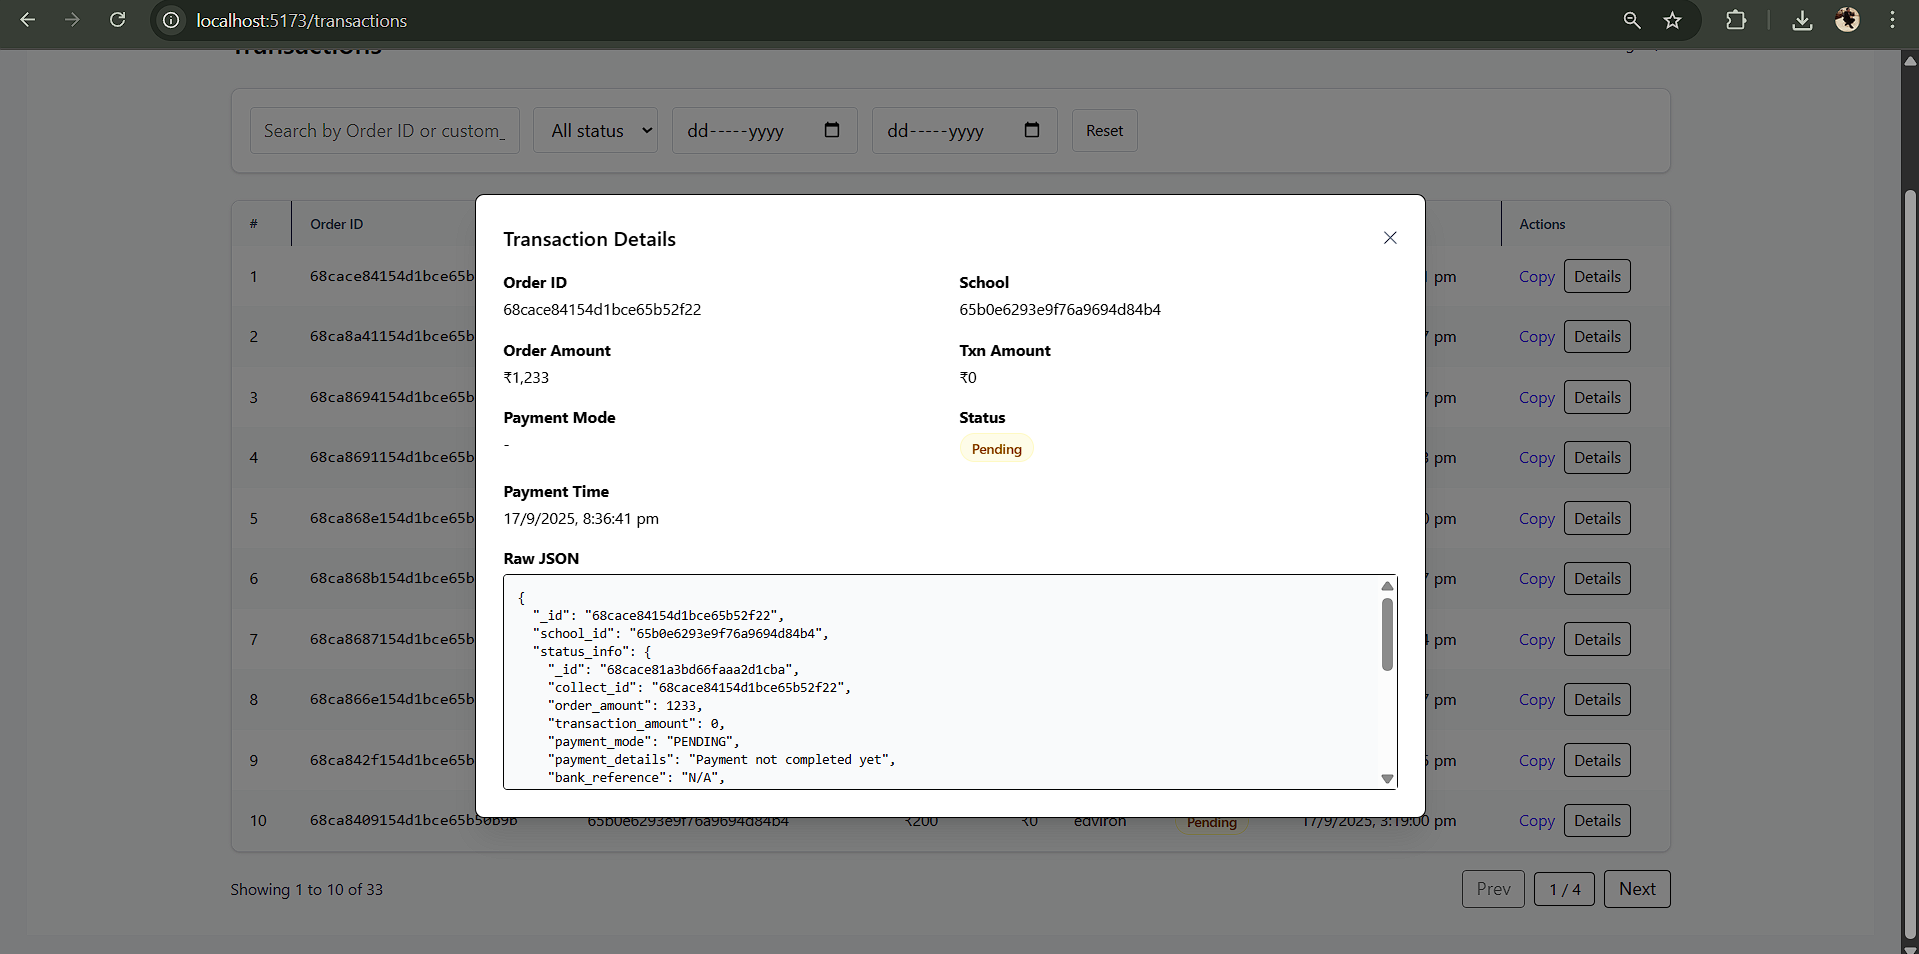 localhost:5173/transactions
Transactions
Search by Order ID or custom_
All status
dd-----yyyy
dd-----yyyy
Reset
# Order ID Actions
Transaction Details
Order ID School
68cace84154d1bce65b52f22 65b0e6293e9f76a9694d84b4
Order Amount Txn Amount
₹1,233 ₹0
Payment Mode Status
- Pending
Payment Time
17/9/2025, 8:36:41 pm
Raw JSON
{
"_id": "68cace84154d1bce65b52f22",
"school_id": "65b0e6293e9f76a9694d84b4",
"status_info": {
"_id": "68cace81a3bd66faaa2d1cba",
"collect_id": "68cace84154d1bce65b52f22",
"order_amount": 1233,
"transaction_amount": 0,
"payment_mode": "PENDING",
"payment_details": "Payment not completed yet",
"bank_reference": "N/A",
1 68cace84154d1bce65b pm Copy Details
2 68ca8a41154d1bce65b pm Copy Details
3 68ca8694154d1bce65b pm Copy Details
4 68ca8691154d1bce65b pm Copy Details
5 68ca868e154d1bce65b pm Copy Details
6 68ca868b154d1bce65b pm Copy Details
7 68ca8687154d1bce65b pm Copy Details
8 68ca866e154d1bce65b pm Copy Details
9 68ca842f154d1bce65b pm Copy Details
10 68ca8409154d1bce65b50b9b 65b0e6293e9f76a9694d84b4 ₹200 ₹0 edviron Pending 17/9/2025, 3:19:00 pm Copy Details
Showing 1 to 10 of 33
Prev 1 / 4 Next